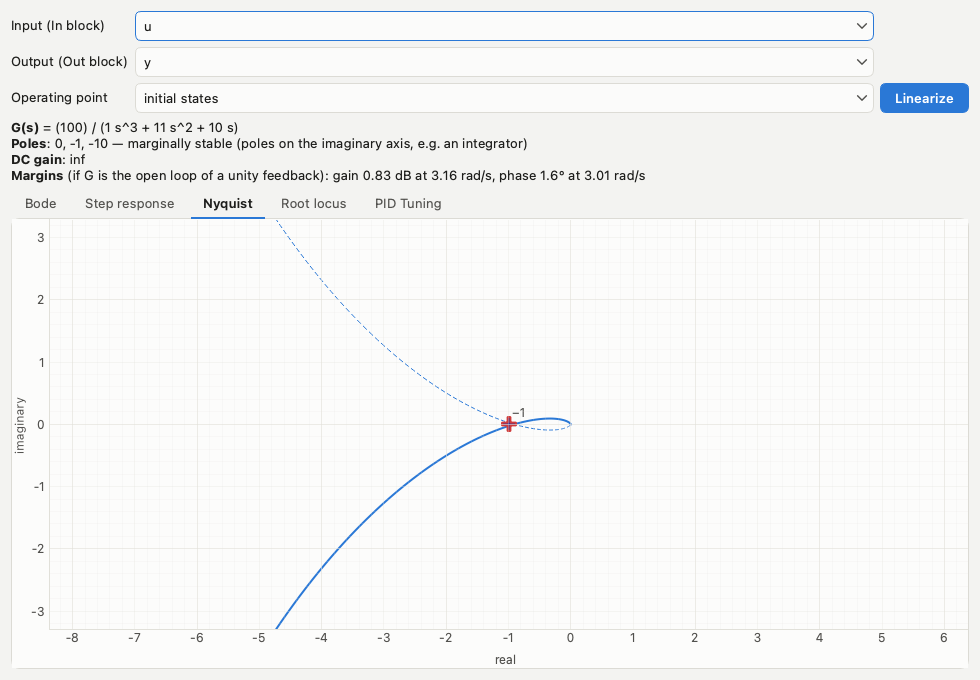 Input (In block) u
Output (Out block) y
Operating point initial states Linearize
G(s) = (100) / (1 s^3 + 11 s^2 + 10 s)
Poles: 0, -1, -10 — marginally stable (poles on the imaginary axis, e.g. an integrator)
DC gain: inf
Margins (if G is the open loop of a unity feedback): gain 0.83 dB at 3.16 rad/s, phase 1.6° at 3.01 rad/s
Bode Step response Nyquist Root locus PID Tuning
3
2
1
0
-1
-2
-3
imaginary
−1
-8 -7 -6 -5 -4 -3 -2 -1 0 1 2 3 4 5 6
real